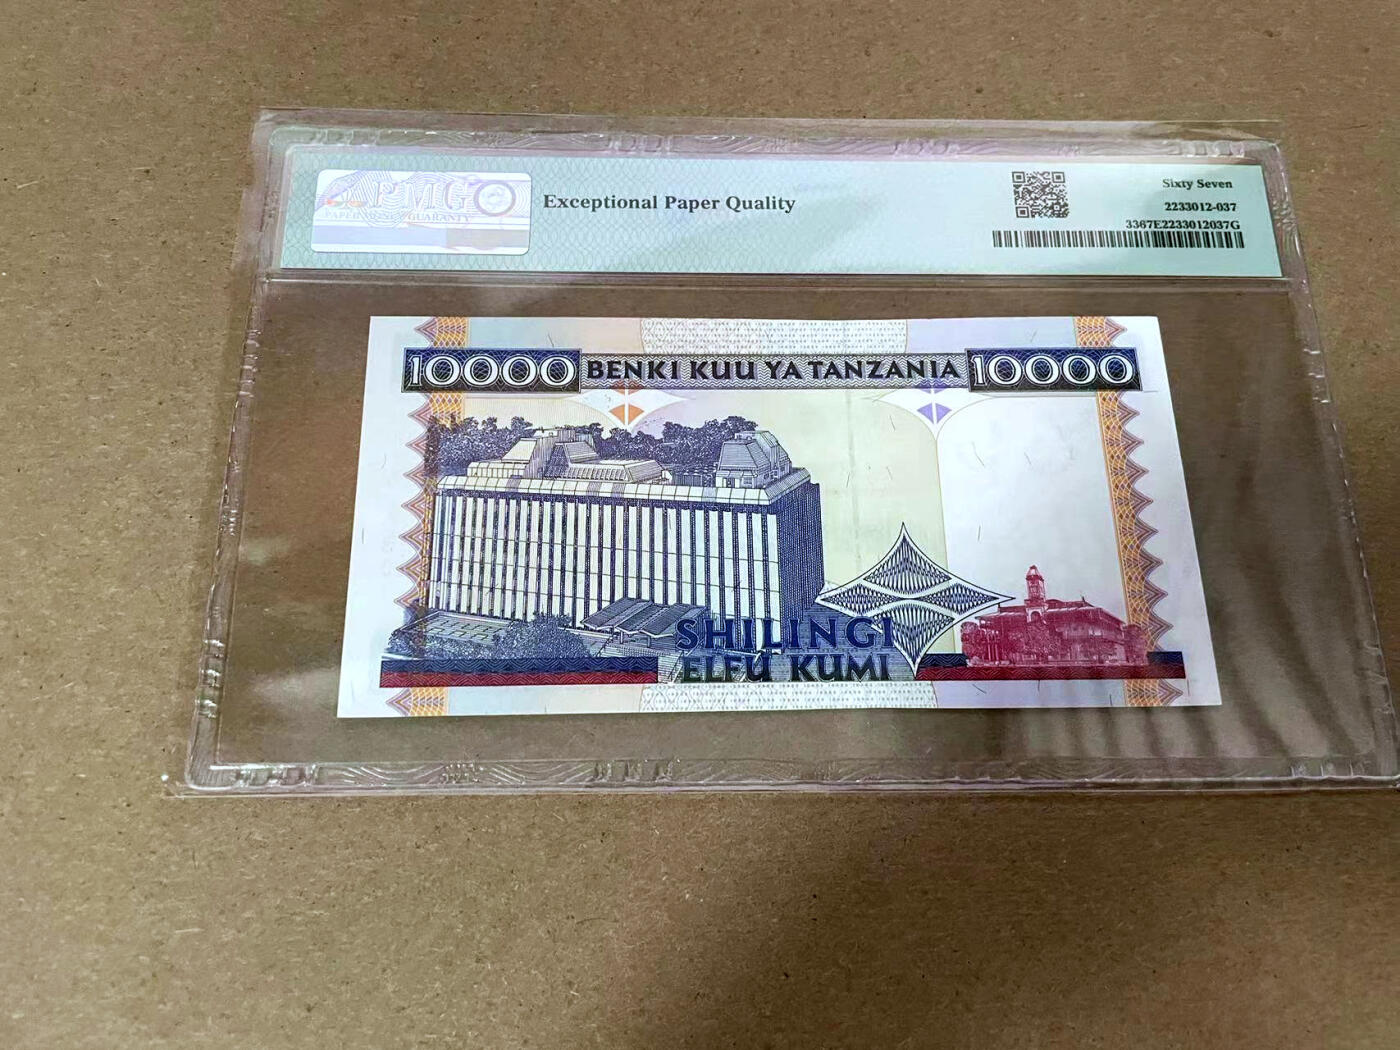 PMG
PAPER MONEY GUARANTY
Exceptional Paper Quality
Sixty Seven
2233012-037
3367E2233012037G
10000 BENKI KUU YA TANZANIA 10000
SHILINGI
ELFU KUMI